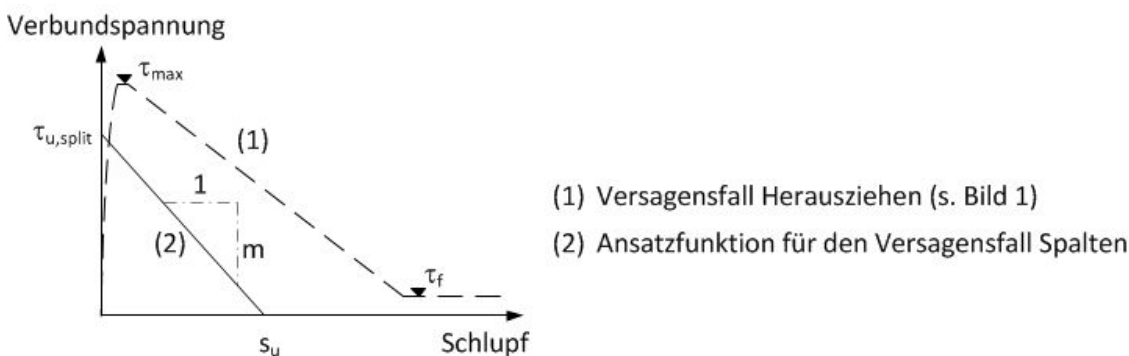 Verbundspannung
τmax
τu,split
(1)
1
(2)
m
τf
su
Schlupf
(1) Versagensfall Herausziehen (s. Bild 1)
(2) Ansatzfunktion für den Versagensfall Spalten